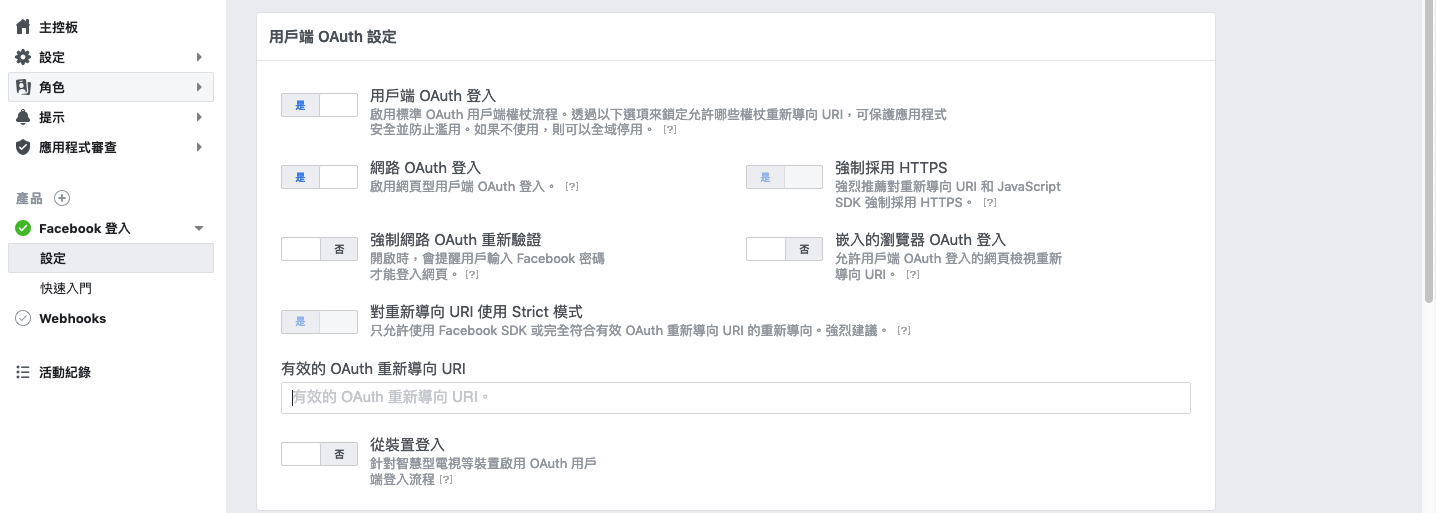 主控板
設定
角色
提示
應用程式審查
產品
Facebook 登入
設定
快速入門
Webhooks
活動紀錄
用戶端 OAuth 設定
是
用戶端 OAuth 登入
啟用標準 OAuth 用戶端權杖流程。透過以下選項來鎖定允許哪些權杖重新導向 URI，可保護應用程式
安全並防止濫用。如果不使用，則可以全域停用。 [?]
是
網路 OAuth 登入
啟用網頁型用戶端 OAuth 登入。 [?]
是
強制採用 HTTPS
強烈推薦對重新導向 URI 和 JavaScript
SDK 強制採用 HTTPS。 [?]
否
強制網路 OAuth 重新驗證
開啟時，會提醒用戶輸入 Facebook 密碼
才能登入網頁。 [?]
否
嵌入的瀏覽器 OAuth 登入
允許用戶端 OAuth 登入的網頁檢視重新
導向 URI。 [?]
是
對重新導向 URI 使用 Strict 模式
只允許使用 Facebook SDK 或完全符合有效 OAuth 重新導向 URI 的重新導向。強烈建議。 [?]
有效的 OAuth 重新導向 URI
有效的 OAuth 重新導向 URI。
否
從裝置登入
針對智慧型電視等裝置啟用 OAuth 用戶
端登入流程 [?]